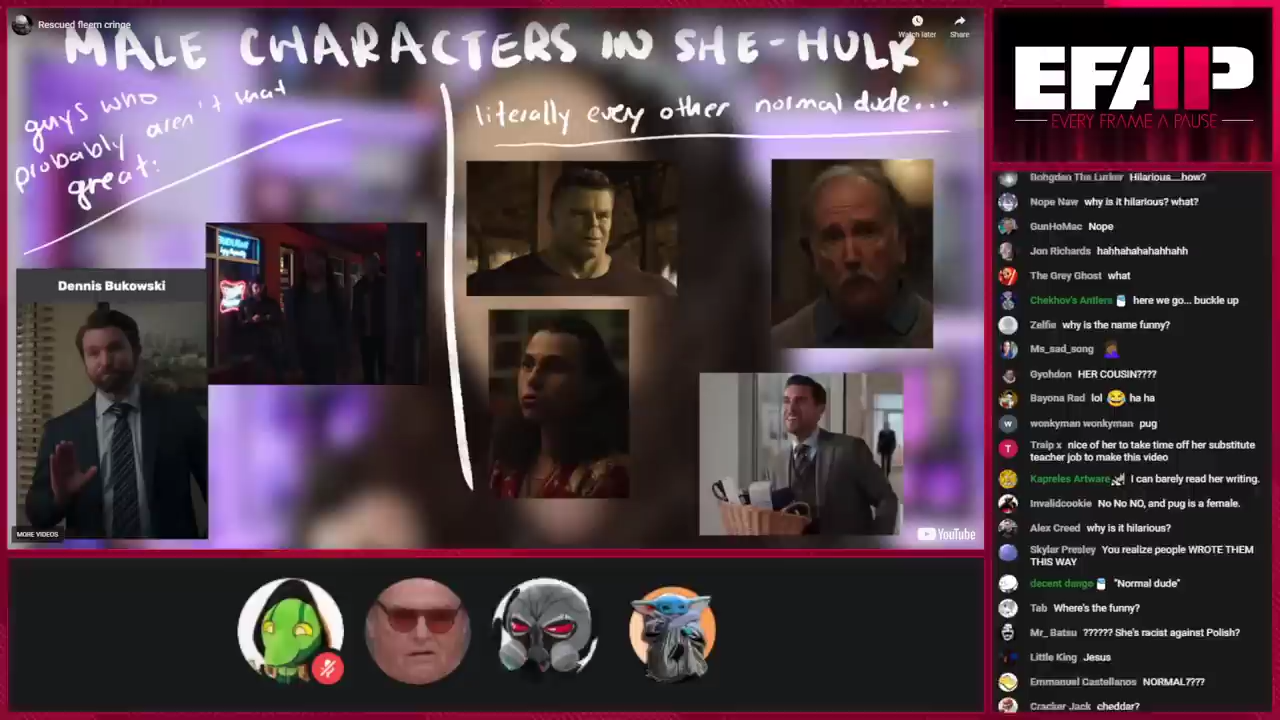 Rescued fleem cringe
Watch later
Share
MALE CHARACTERS IN SHE-HULK
guys who
probably aren't that
great:
literally every other normal dude...
Dennis Bukowski
MORE VIDEOS
YouTube
EFAP
EVERY FRAME A PAUSE
Bohgdan The Lurker Hilarious....how?
Nope Naw why is it hilarious? what?
GunHoMac Nope
Jon Richards hahhahahahahhahh
The Grey Ghost what
Chekhov's Antlers here we go... buckle up
Zelfie why is the name funny?
Ms_sad_song
Gyohdon HER COUSIN????
Bayona Rad lol ha ha
w wonkyman wonkyman pug
T Traip x nice of her to take time off her substitute
teacher job to make this video
Kapreles Artware I can barely read her writing.
Invalidcookie No No NO, and pug is a female.
Alex Creed why is it hilarious?
Skylar Presley You realize people WROTE THEM
THIS WAY
decent dango "Normal dude"
Tab Where's the funny?
Mr_Batsu ?????? She's racist against Polish?
Little King Jesus
Emmanuel Castellanos NORMAL????
Cracker Jack cheddar?